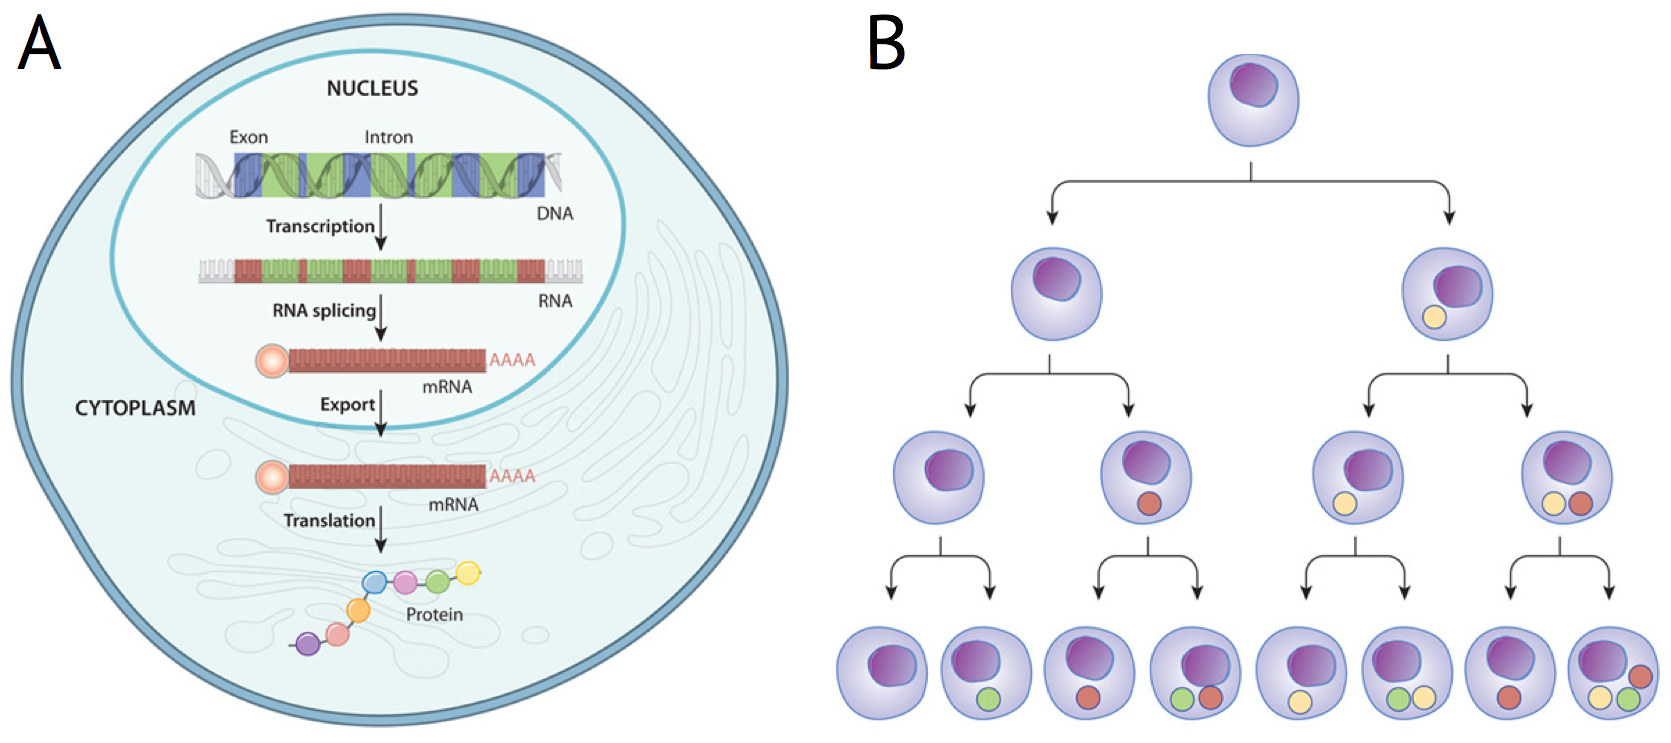 A
NUCLEUS
Exon
Intron
DNA
Transcription
RNA
RNA splicing
AAAA
mRNA
CYTOPLASM
Export
AAAA
mRNA
Translation
Protein
B